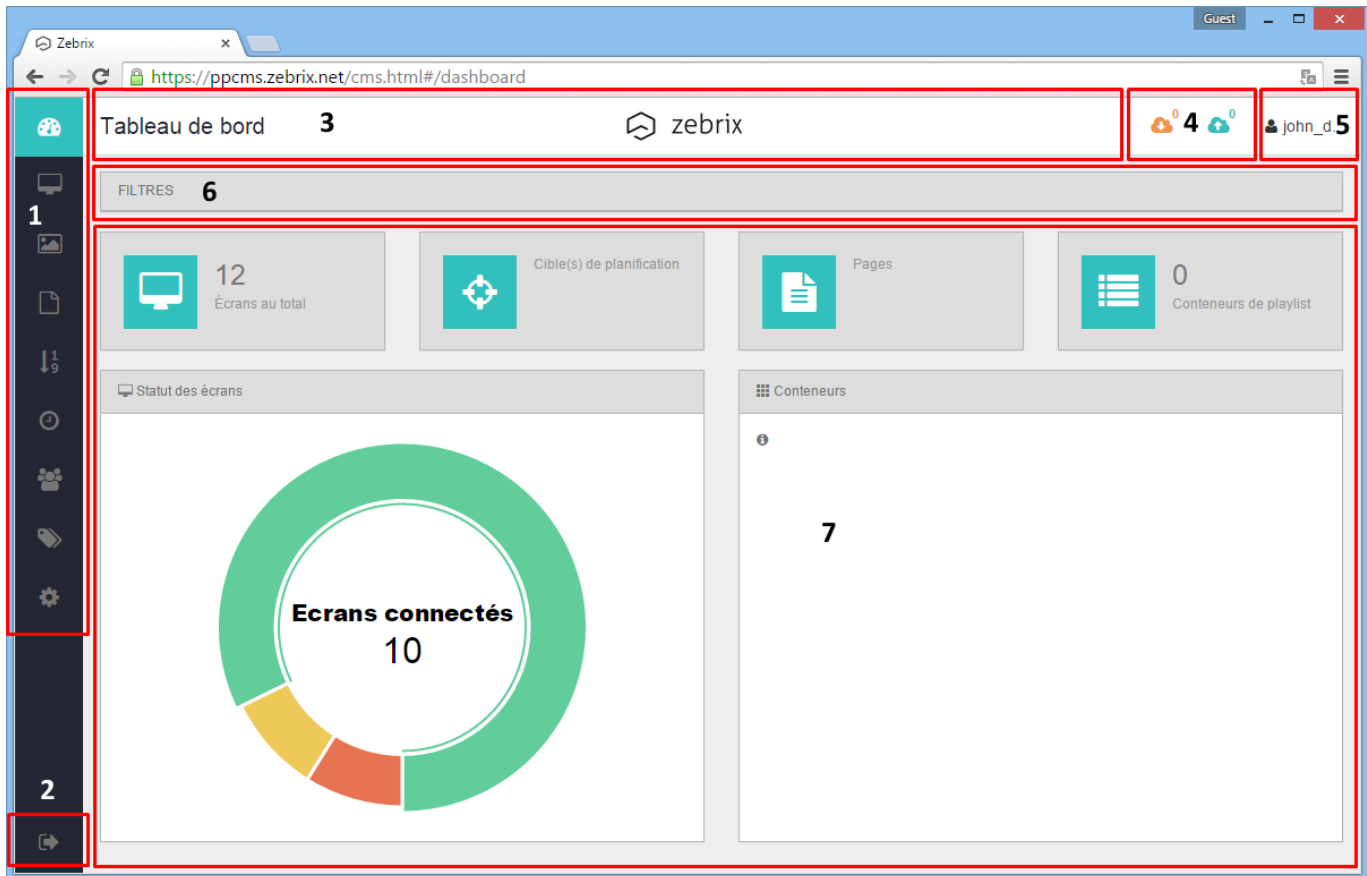 Guest
Zebrix
https://ppcms.zebrix.net/cms.html#/dashboard
Tableau de bord 3 zebrix 0 4 0 john_d. 5
FILTRES 6
1
12
Écrans au total
Cible(s) de planification
Pages
0
Conteneurs de playlist
1
9
Statut des écrans
Conteneurs
Ecrans connectés
10
7
2